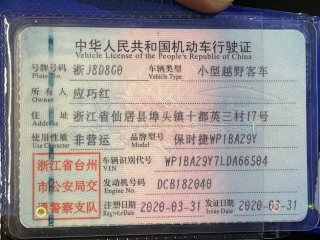 中华人民共和国机动车行驶证
Vehicle License of the People's Republic of China
号牌号码 浙J8D8G0 车辆类型 小型越野客车
Plate No. Vehicle Type
所有人 应巧红
Owner
住址 浙江省仙居县埠头镇十都英三村17号
Address
使用性质 非营运 品牌型号 保时捷WP1BA29Y
Use Character Model
浙江省台州 车辆识别代号 WP1BA29Y7LDA66504
VIN
市公安局交 发动机号码 DCB182040
Engine No.
通警察支队 注册日期 2020-03-31 发证日期 2020-03-31
Register Date Issue Date